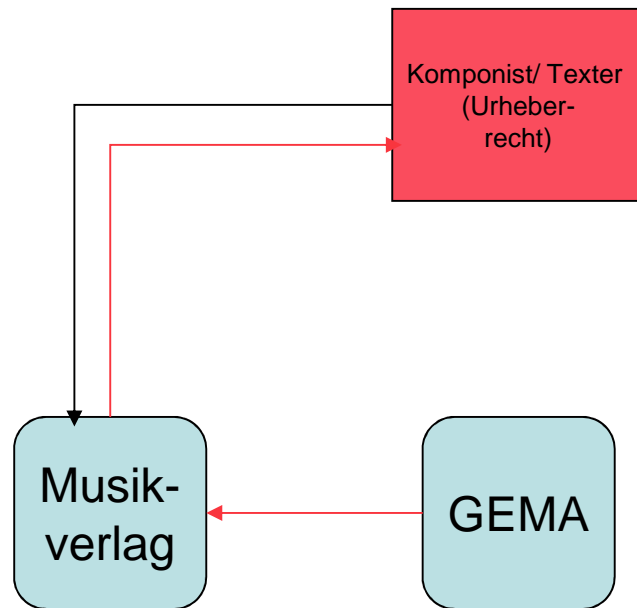 Komponist/ Texter
(Urheber-
recht)
Musik-
verlag
GEMA